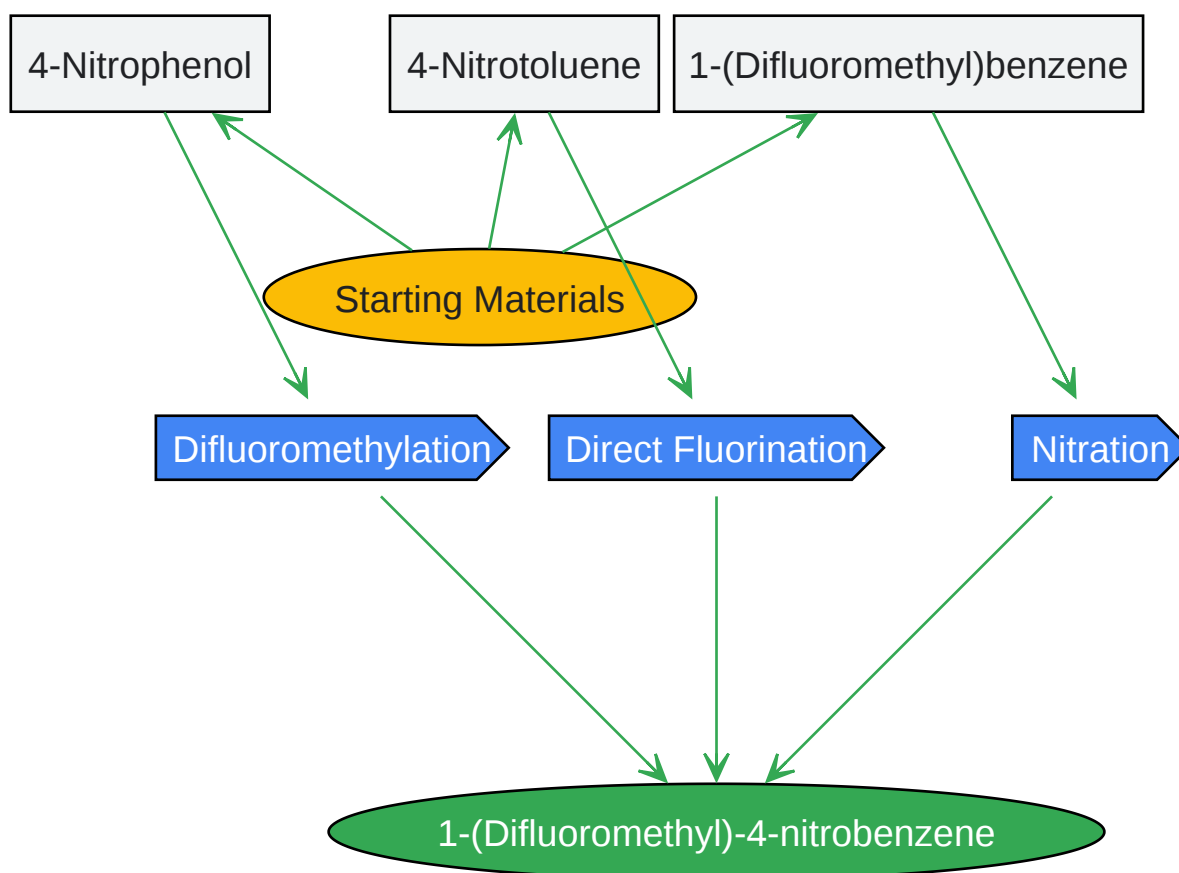 4-Nitrophenol
4-Nitrotoluene
1-(Difluoromethyl)benzene
Starting Materials
Difluoromethylation
Direct Fluorination
Nitration
1-(Difluoromethyl)-4-nitrobenzene